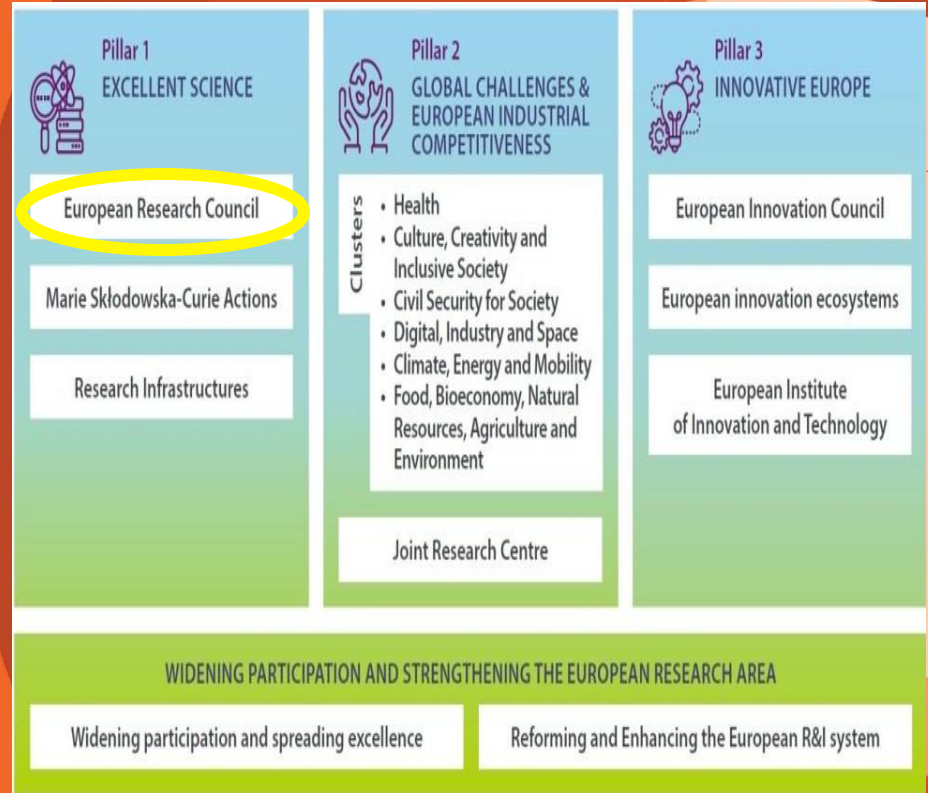 Pillar 1
EXCELLENT SCIENCE
European Research Council
Marie Skłodowska-Curie Actions
Research Infrastructures
Pillar 2
GLOBAL CHALLENGES &
EUROPEAN INDUSTRIAL
COMPETITIVENESS
Clusters
• Health
• Culture, Creativity and
Inclusive Society
• Civil Security for Society
• Digital, Industry and Space
• Climate, Energy and Mobility
• Food, Bioeconomy, Natural
Resources, Agriculture and
Environment
Joint Research Centre
Pillar 3
INNOVATIVE EUROPE
European Innovation Council
European innovation ecosystems
European Institute
of Innovation and Technology
WIDENING PARTICIPATION AND STRENGTHENING THE EUROPEAN RESEARCH AREA
Widening participation and spreading excellence
Reforming and Enhancing the European R&I system